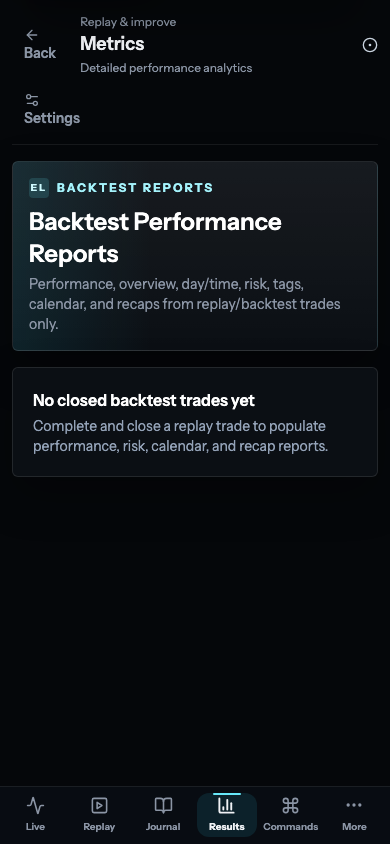 Replay & improve
Back
Metrics
Detailed performance analytics
Settings
EL BACKTEST REPORTS
Backtest Performance
Reports
Performance, overview, day/time, risk, tags,
calendar, and recaps from replay/backtest trades
only.
No closed backtest trades yet
Complete and close a replay trade to populate
performance, risk, calendar, and recap reports.
Live Replay Journal Results Commands More